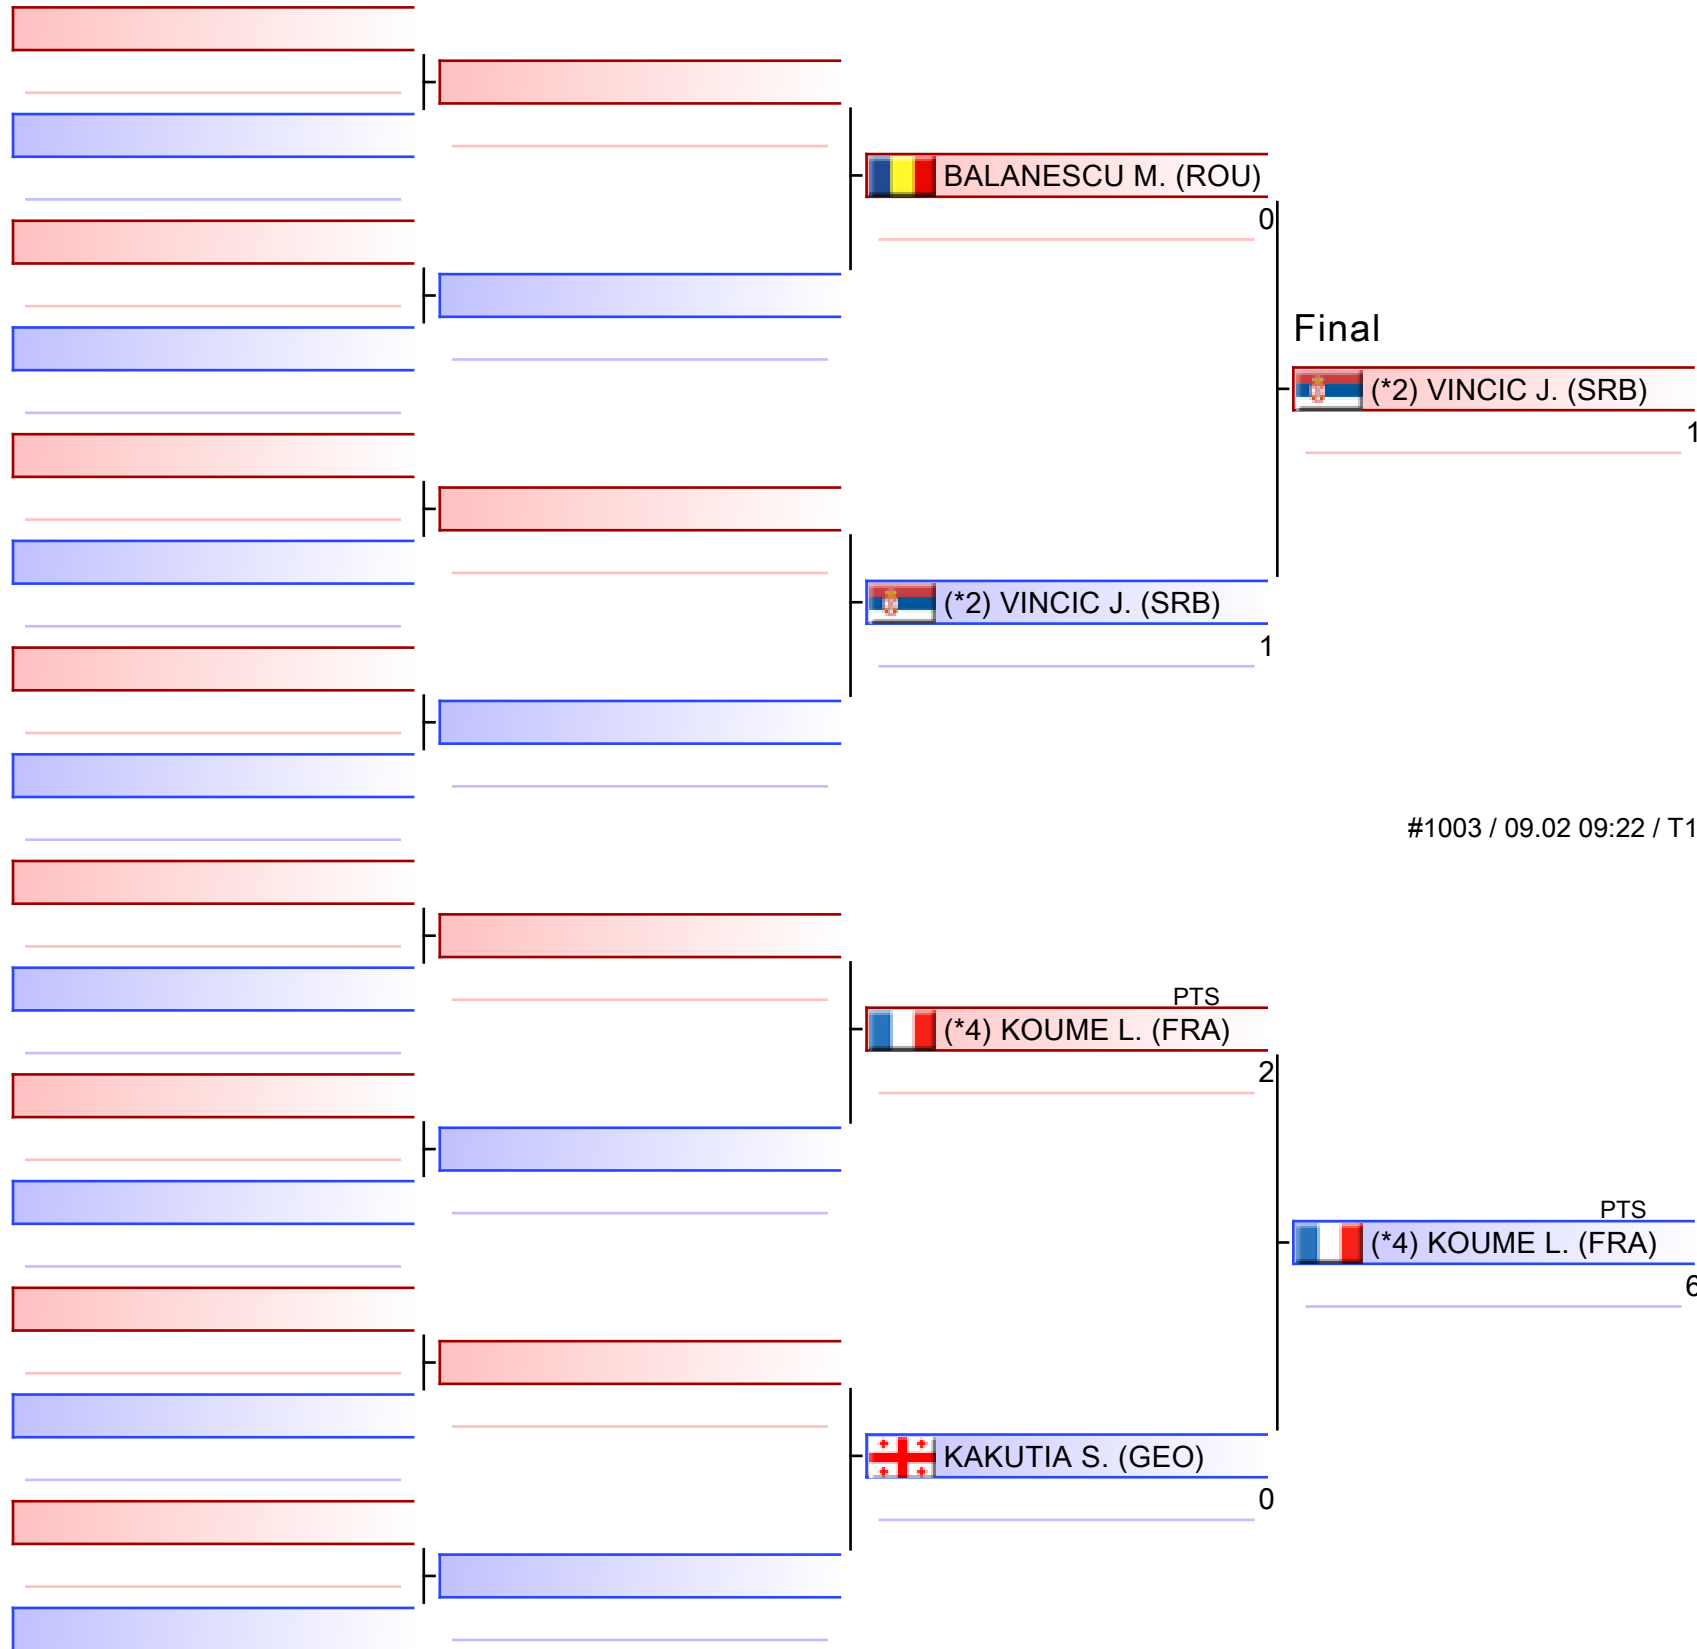 BALANESCU M. (ROU)
0
Final
(*2) VINCIC J. (SRB)
1
(*2) VINCIC J. (SRB)
1
#1003 / 09.02 09:22 / T1
PTS
(*4) KOUME L. (FRA)
2
PTS
(*4) KOUME L. (FRA)
6
KAKUTIA S. (GEO)
0